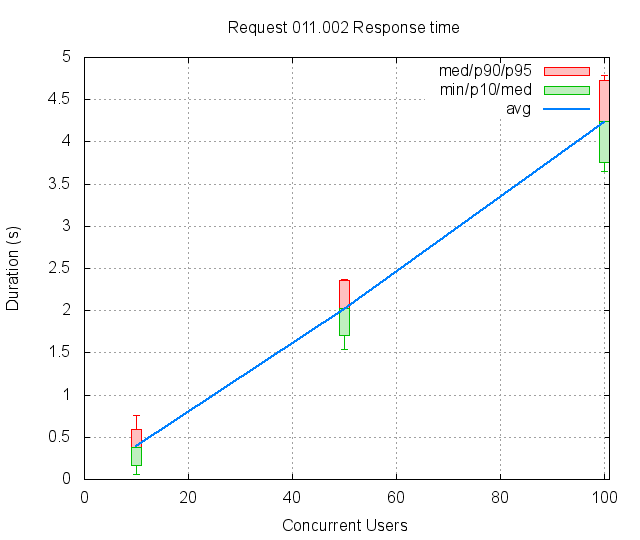 Request 011.002 Response time
5
4.5
4
3.5
3
2.5
2
1.5
1
0.5
0
Duration (s)
med/p90/p95
min/p10/med
avg
0 20 40 60 80 100
Concurrent Users